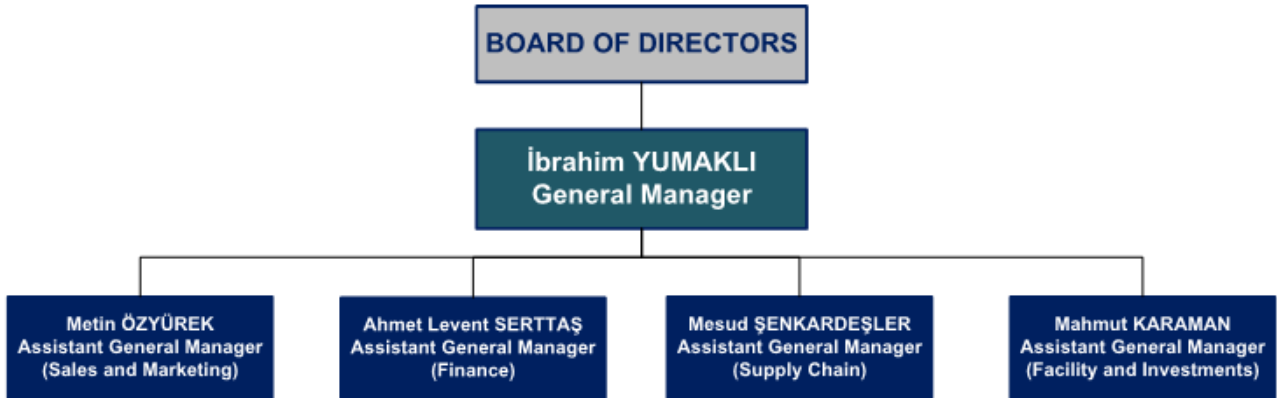 BOARD OF DIRECTORS
İbrahim YUMAKLI
General Manager
Metin ÖZYÜREK
Assistant General Manager
(Sales and Marketing)
Ahmet Levent SERTTAŞ
Assistant General Manager
(Finance)
Mesud ŞENKARDEŞLER
Assistant General Manager
(Supply Chain)
Mahmut KARAMAN
Assistant General Manager
(Facility and Investments)